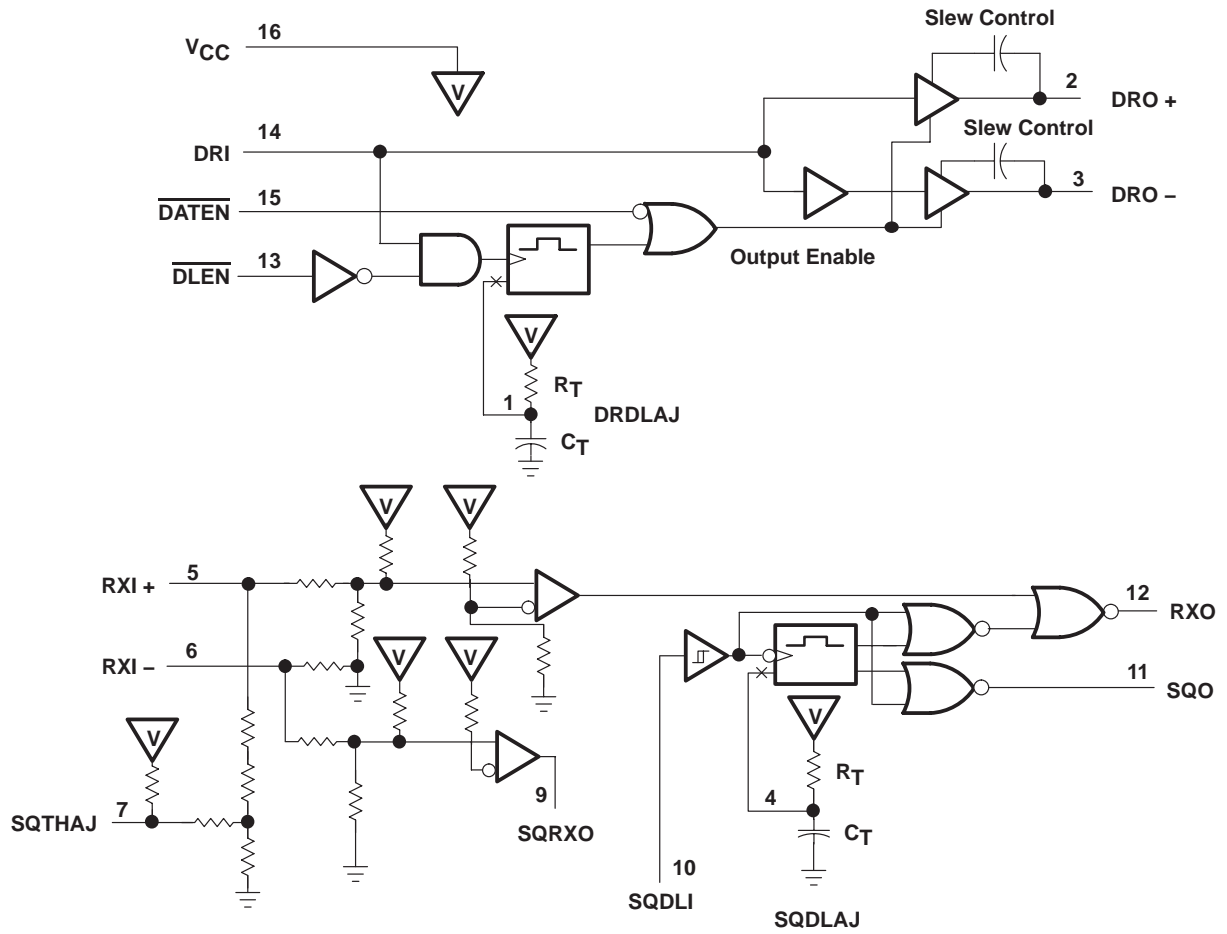 Slew Control
VCC 16
V
2 DRO +
14 DRI
Slew Control
15 DATEN
3 DRO –
13 DLEN
Output Enable
V
RT
1 DRDLAJ
CT
V V
RXI + 5
12 RXO
RXI – 6
V V
11 SQO
V
V
RT
SQTHAJ 7
9
4
SQRXO
CT
10
SQDLI
SQDLAJ